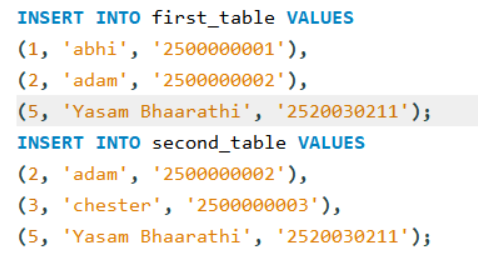 INSERT INTO first_table VALUES
(1, 'abhi', '2500000001'),
(2, 'adam', '2500000002'),
(5, 'Yasam Bhaarathi', '2520030211');
INSERT INTO second_table VALUES
(2, 'adam', '2500000002'),
(3, 'chester', '2500000003'),
(5, 'Yasam Bhaarathi', '2520030211');